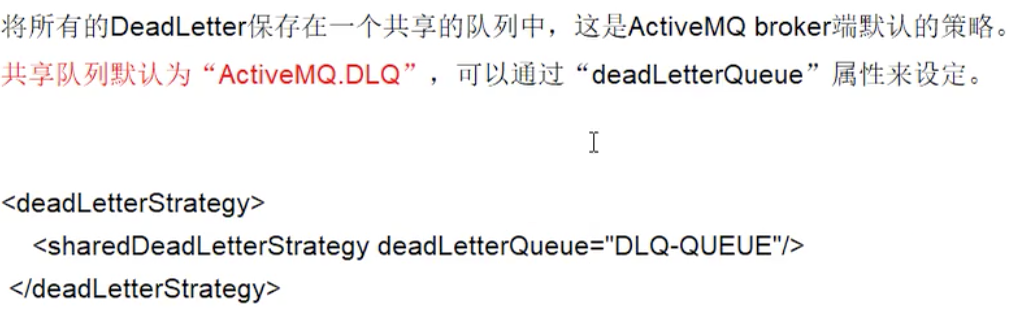 将所有的DeadLetter保存在一个共享的队列中，这是ActiveMQ broker端默认的策略。
共享队列默认为“ActiveMQ.DLQ”，可以通过“deadLetterQueue”属性来设定。
<deadLetterStrategy>
<sharedDeadLetterStrategy deadLetterQueue="DLQ-QUEUE"/>
</deadLetterStrategy>